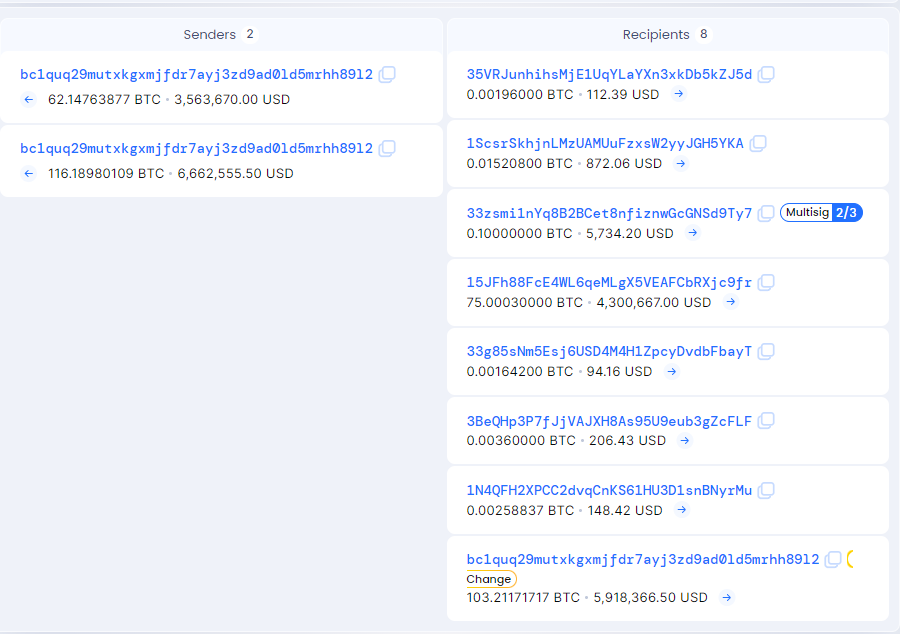 Senders 2
bc1quq29mutxkgxmjfdr7ayj3zd9ad0ld5mrhh89l2
← 62.14763877 BTC • 3,563,670.00 USD
bc1quq29mutxkgxmjfdr7ayj3zd9ad0ld5mrhh89l2
← 116.18980109 BTC • 6,662,555.50 USD
Recipients 8
35VRJunhihsMjE1UqYLaYXn3xkDb5kZJ5d
0.00196000 BTC • 112.39 USD →
1ScsrSkhjnLMzUAMUuFzxsW2yyJGH5YKA
0.01520800 BTC • 872.06 USD →
33zsmi1nYq8B2BCet8nfiznwGcGNSd9Ty7 Multisig 2/3
0.10000000 BTC • 5,734.20 USD →
15JFh88FcE4WL6qeMLgX5VEAFCbRXjc9fr
75.00030000 BTC • 4,300,667.00 USD →
33g85sNm5Esj6USD4M4H1ZpcyDvdbFbayT
0.00164200 BTC • 94.16 USD →
3BeQHp3P7fJjVAJXH8As95U9eub3gZcFLF
0.00360000 BTC • 206.43 USD →
1N4QFH2XPCC2dvqCnKS61HU3D1snBNyrMu
0.00258837 BTC • 148.42 USD →
bc1quq29mutxkgxmjfdr7ayj3zd9ad0ld5mrhh89l2
Change
103.21171717 BTC • 5,918,366.50 USD →